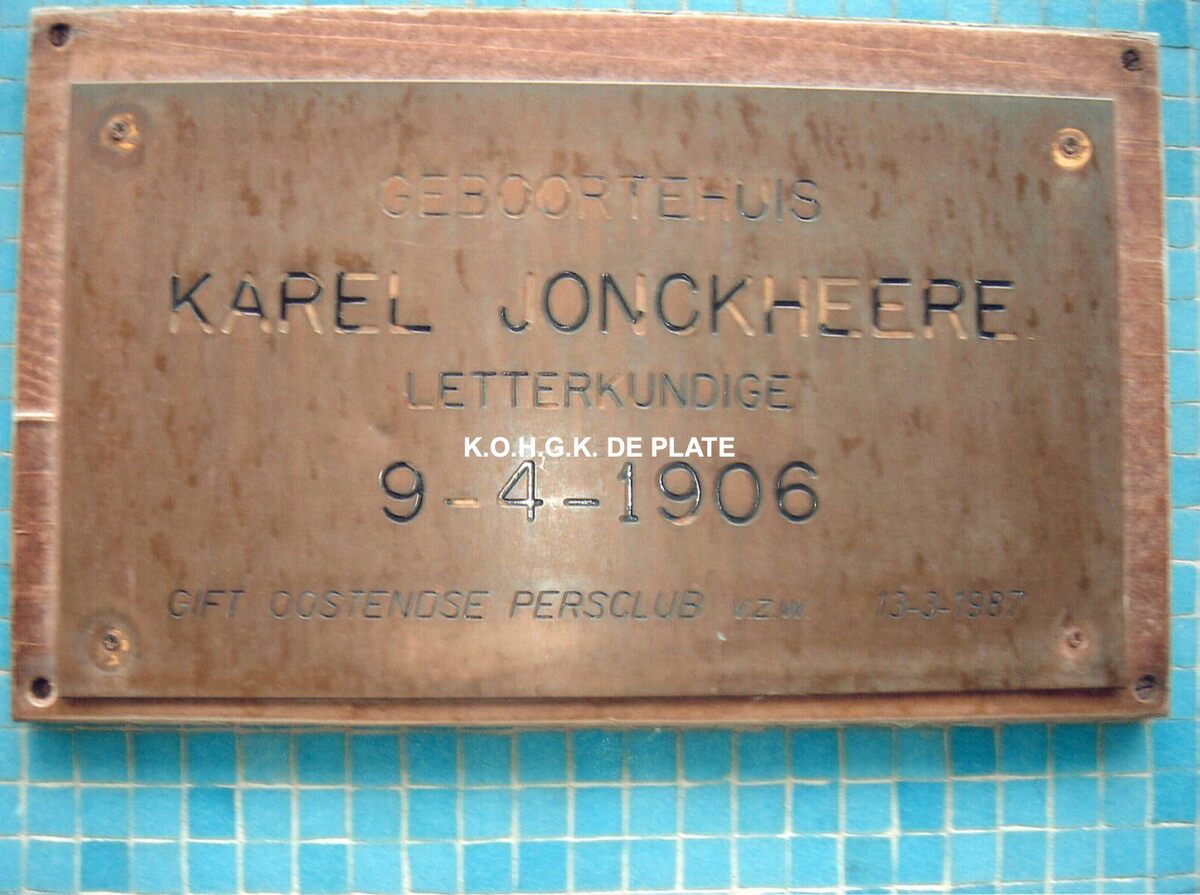 GEBOORTEHUIS
KAREL JONCKHEERE
LETTERKUNDIGE
K.O.H.G.K. DE PLATE
9-4-1906
GIFT OOSTENDSE PERSCLUB V.Z.W. 13-3-1987